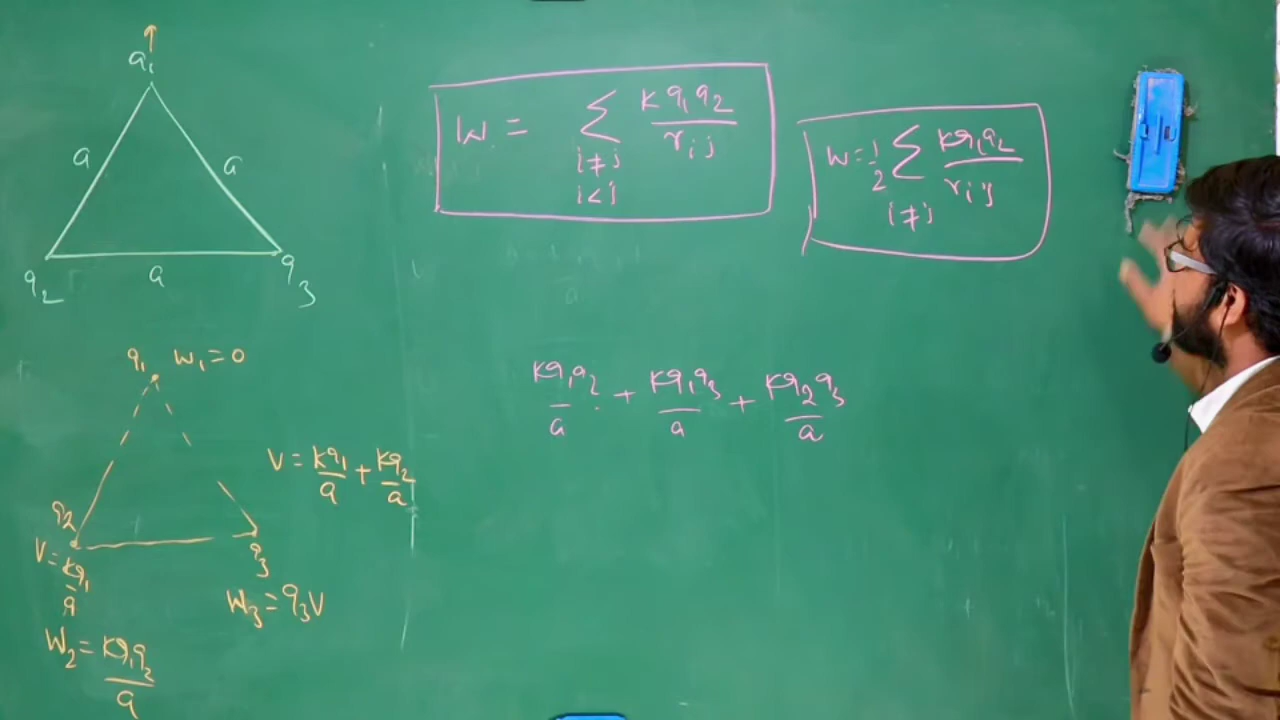 q₁
a a
q₂ a q₃
W = Σ kq₁q₂ / rᵢⱼ
i≠j
i<j
W = 1/2 Σ kq₁q₂ / rᵢⱼ
i≠j
q₁ W₁ = 0
q₂
V = kq₁/a
W₂ = kq₁q₂/a
V = kq₁/a + kq₂/a
q₃
W₃ = q₃V
kq₁q₂/a + kq₁q₃/a + kq₂q₃/a